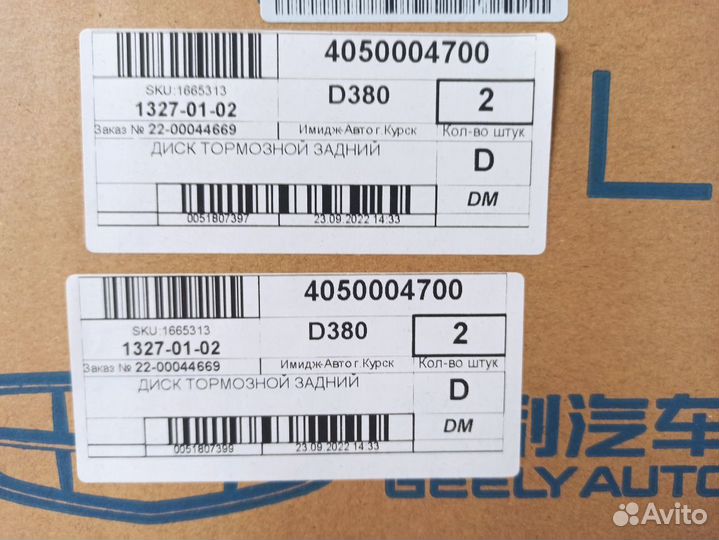 4050004700
SKU:1665313
1327-01-02
D380
2
Заказ № 22-00044669
Имидж-Авто г.Курск
Кол-во штук
ДИСК ТОРМОЗНОЙ ЗАДНИЙ
D
DM
0051807397
23.09.2022 14:33
L
4050004700
SKU:1665313
1327-01-02
D380
2
Заказ № 22-00044669
Имидж-Авто г.Курск
Кол-во штук
ДИСК ТОРМОЗНОЙ ЗАДНИЙ
D
DM
0051807399
23.09.2022 14:33
利汽车
GEELY AUTO
Avito